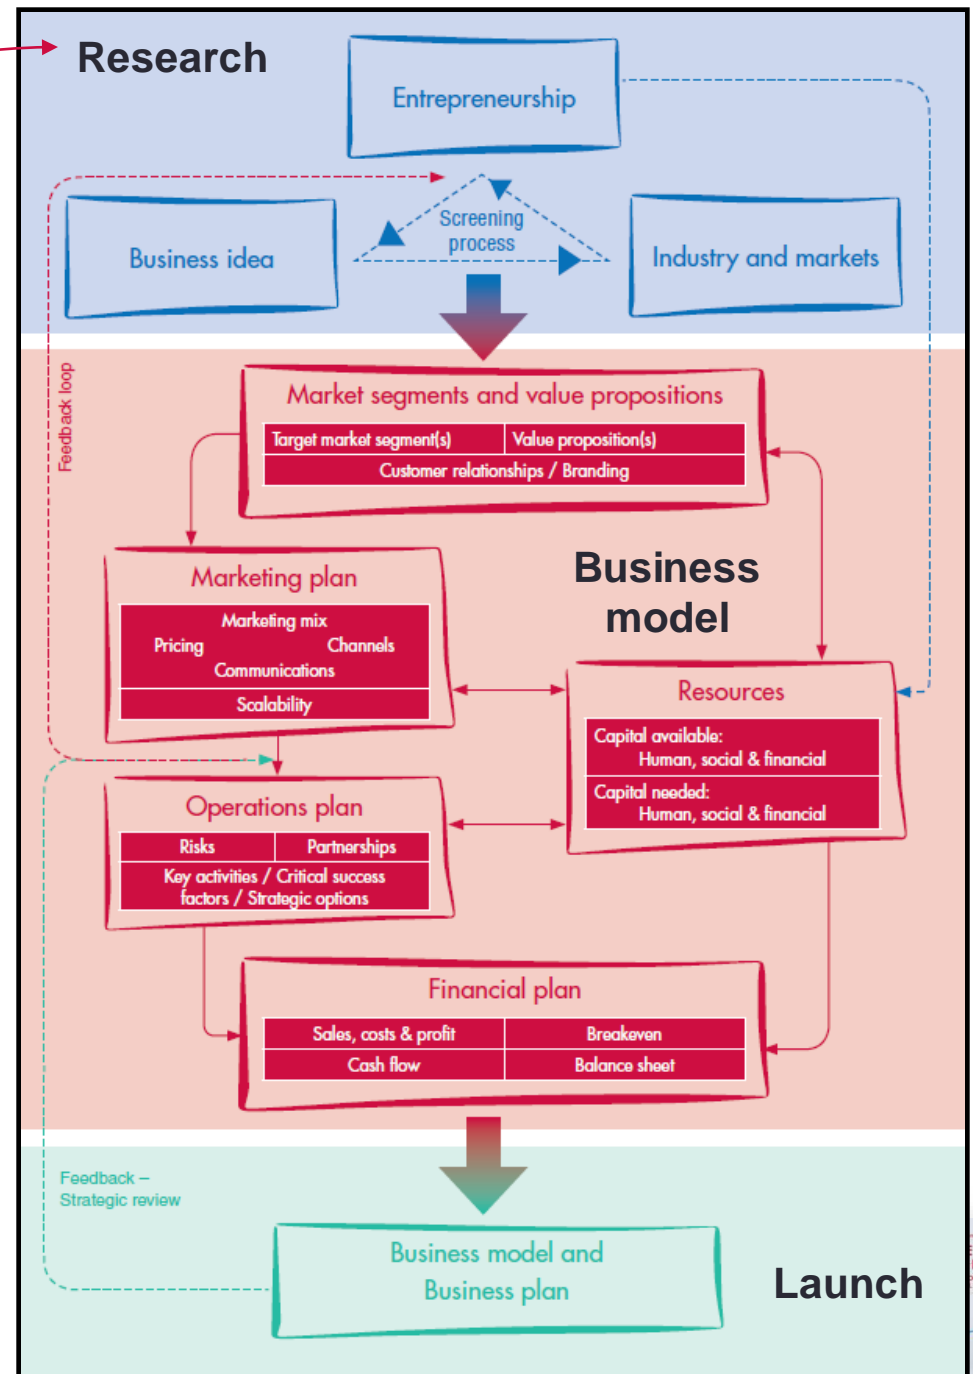 Research
Entrepreneurship
Screening
process
Business idea
Industry and markets
Feedback loop
Market segments and value propositions
Target market segment(s)
Value proposition(s)
Customer relationships / Branding
Business
model
Marketing plan
Marketing mix
Pricing
Channels
Communications
Scalability
Resources
Capital available:
Human, social & financial
Capital needed:
Human, social & financial
Operations plan
Risks
Partnerships
Key activities / Critical success
factors / Strategic options
Financial plan
Sales, costs & profit
Breakeven
Cash flow
Balance sheet
Feedback –
Strategic review
Business model and
Business plan
Launch